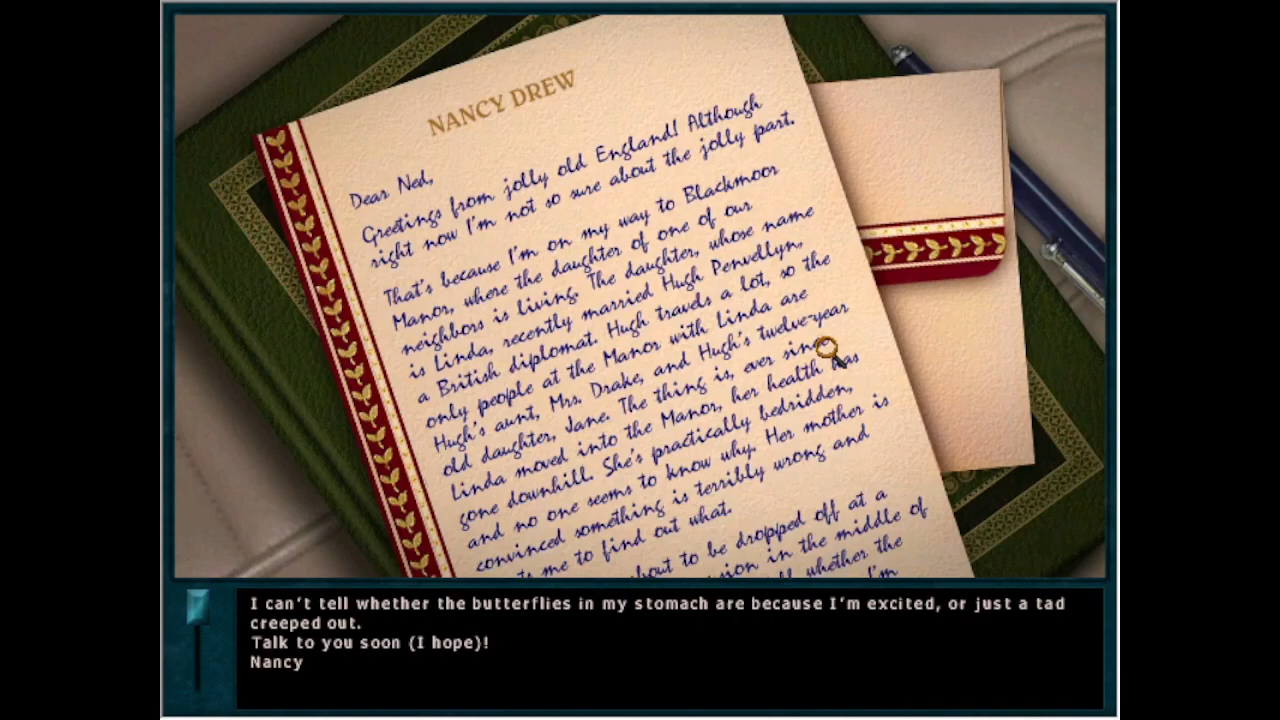 NANCY DREW
Dear Ned,
Greetings from jolly old England! Although
right now I'm not so sure about the jolly part.
That's because I'm on my way to Blackmoor
Manor, where the daughter of one of our
neighbors is living. The daughter, whose name
is Linda, recently married Hugh Penvellyn,
a British diplomat. Hugh travels a lot, so the
only people at the Manor with Linda are
Hugh's aunt, Mrs. Drake, and Hugh's twelve-year
old daughter, Jane. The thing is, ever since
Linda moved into the Manor, her health has
gone downhill. She's practically bedridden,
and no one seems to know why. Her mother is
convinced something is terribly wrong and
me to find out what.
about to be dropped off at a
in the middle of
whether the
I'm
I can't tell whether the butterflies in my stomach are because I'm excited, or just a tad
creeped out.
Talk to you soon (I hope)!
Nancy